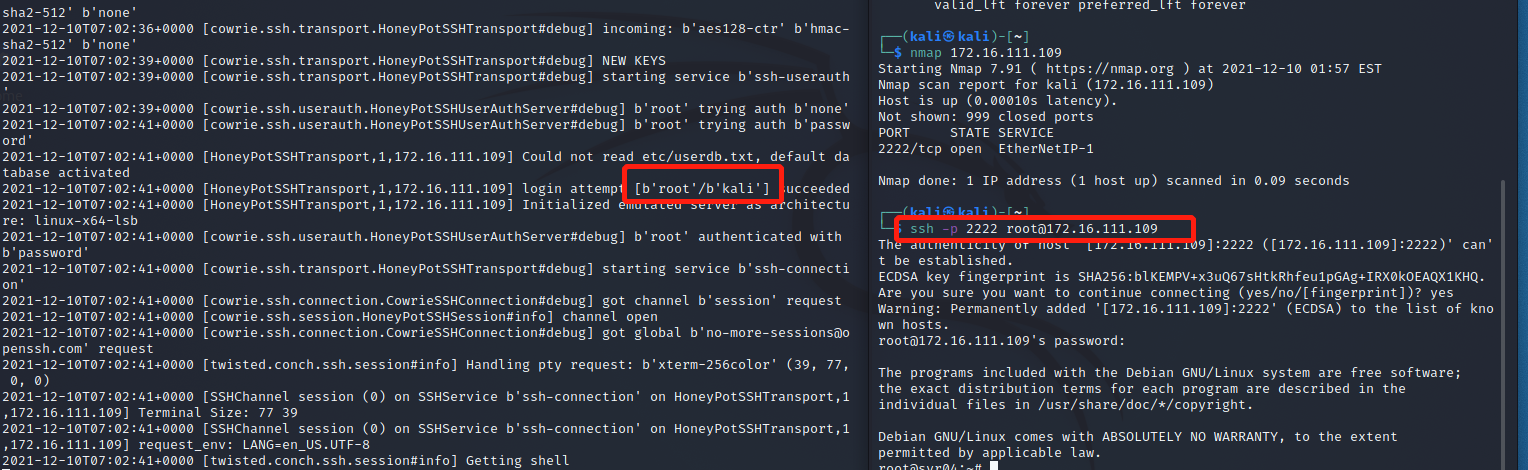 sha2-512' b'none'
2021-12-10T07:02:36+0000 [cowrie.ssh.transport.HoneyPotSSHTransport#debug] incoming: b'aes128-ctr' b'hmac-
sha2-512' b'none'
2021-12-10T07:02:39+0000 [cowrie.ssh.transport.HoneyPotSSHTransport#debug] NEW KEYS
2021-12-10T07:02:39+0000 [cowrie.ssh.transport.HoneyPotSSHTransport#debug] starting service b'ssh-userauth
'
2021-12-10T07:02:39+0000 [cowrie.ssh.userauth.HoneyPotSSHUserAuthServer#debug] b'root' trying auth b'none'
2021-12-10T07:02:41+0000 [cowrie.ssh.userauth.HoneyPotSSHUserAuthServer#debug] b'root' trying auth b'passw
ord'
2021-12-10T07:02:41+0000 [HoneyPotSSHTransport,1,172.16.111.109] Could not read etc/userdb.txt, default da
tabase activated
2021-12-10T07:02:41+0000 [HoneyPotSSHTransport,1,172.16.111.109] login attempt [b'root'/b'kali'] succeeded
2021-12-10T07:02:41+0000 [HoneyPotSSHTransport,1,172.16.111.109] Initialized emulated server as architectu
re: linux-x64-lsb
2021-12-10T07:02:41+0000 [cowrie.ssh.userauth.HoneyPotSSHUserAuthServer#debug] b'root' authenticated with
b'password'
2021-12-10T07:02:41+0000 [cowrie.ssh.transport.HoneyPotSSHTransport#debug] starting service b'ssh-connecti
on'
2021-12-10T07:02:41+0000 [cowrie.ssh.connection.CowrieSSHConnection#debug] got channel b'session' request
2021-12-10T07:02:41+0000 [cowrie.ssh.session.HoneyPotSSHSession#info] channel open
2021-12-10T07:02:41+0000 [cowrie.ssh.connection.CowrieSSHConnection#debug] got global b'no-more-sessions@o
penssh.com' request
2021-12-10T07:02:41+0000 [twisted.conch.ssh.session#info] Handling pty request: b'xterm-256color' (39, 77,
 0, 0)
2021-12-10T07:02:41+0000 [SSHChannel session (0) on SSHService b'ssh-connection' on HoneyPotSSHTransport,1
,172.16.111.109] Terminal Size: 77 39
2021-12-10T07:02:41+0000 [SSHChannel session (0) on SSHService b'ssh-connection' on HoneyPotSSHTransport,1
,172.16.111.109] request_env: LANG=en_US.UTF-8
2021-12-10T07:02:41+0000 [twisted.conch.ssh.session#info] Getting shell
valid_lft forever preferred_lft forever
┌──(kali㉿kali)-[~]
└─$ nmap 172.16.111.109
Starting Nmap 7.91 ( https://nmap.org ) at 2021-12-10 01:57 EST
Nmap scan report for kali (172.16.111.109)
Host is up (0.00010s latency).
Not shown: 999 closed ports
PORT     STATE SERVICE
2222/tcp open  EtherNetIP-1
Nmap done: 1 IP address (1 host up) scanned in 0.09 seconds
┌──(kali㉿kali)-[~]
└─$ ssh -p 2222 root@172.16.111.109
The authenticity of host '[172.16.111.109]:2222 ([172.16.111.109]:2222)' can'
t be established.
ECDSA key fingerprint is SHA256:blKEMPV+x3uQ67sHtkRhfeu1pGAg+IRX0kOEAQX1KHQ.
Are you sure you want to continue connecting (yes/no/[fingerprint])? yes
Warning: Permanently added '[172.16.111.109]:2222' (ECDSA) to the list of kno
wn hosts.
root@172.16.111.109's password:
The programs included with the Debian GNU/Linux system are free software;
the exact distribution terms for each program are described in the
individual files in /usr/share/doc/*/copyright.
Debian GNU/Linux comes with ABSOLUTELY NO WARRANTY, to the extent
permitted by applicable law.
root@svr04:~#